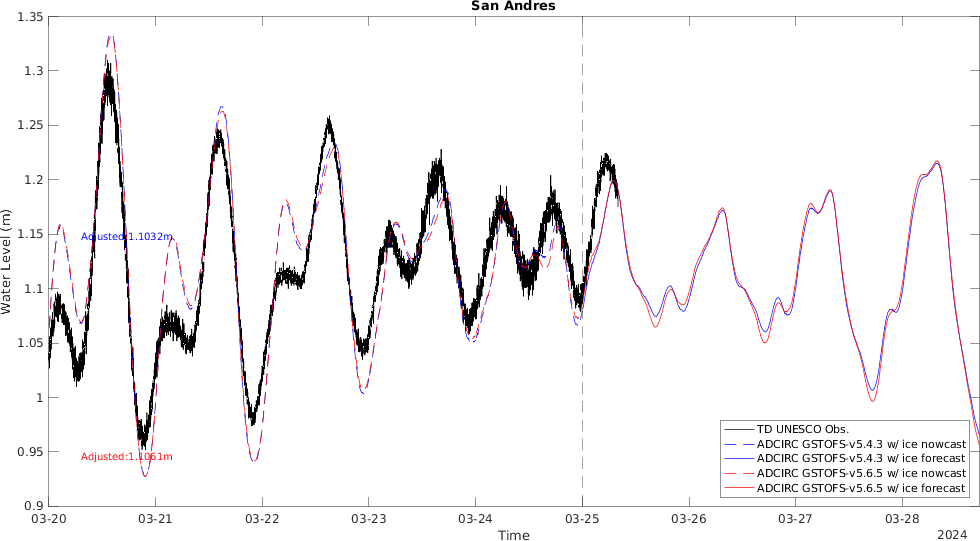 San Andres
1.35
1.3
1.25
1.2
1.15
1.1
1.05
1
0.95
0.9
Water Level (m)
Adjusted:1.1032m
Adjusted:1.1061m
TD UNESCO Obs.
ADCIRC GSTOFS-v5.4.3 w/ ice nowcast
ADCIRC GSTOFS-v5.4.3 w/ ice forecast
ADCIRC GSTOFS-v5.6.5 w/ ice nowcast
ADCIRC GSTOFS-v5.6.5 w/ ice forecast
03-20 03-21 03-22 03-23 03-24 03-25 03-26 03-27 03-28
Time
2024